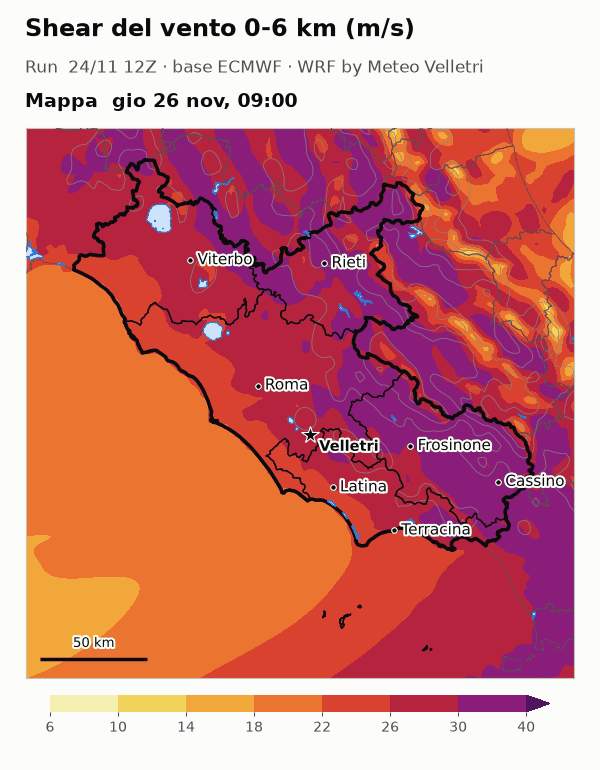 Shear del vento 0-6 km (m/s)
Run  24/11 12Z · base ECMWF · WRF by Meteo Velletri
Mappa  gio 26 nov, 09:00
Viterbo
Rieti
Roma
Velletri
Frosinone
Cassino
Latina
Terracina
50 km
6 10 14 18 22 26 30 40